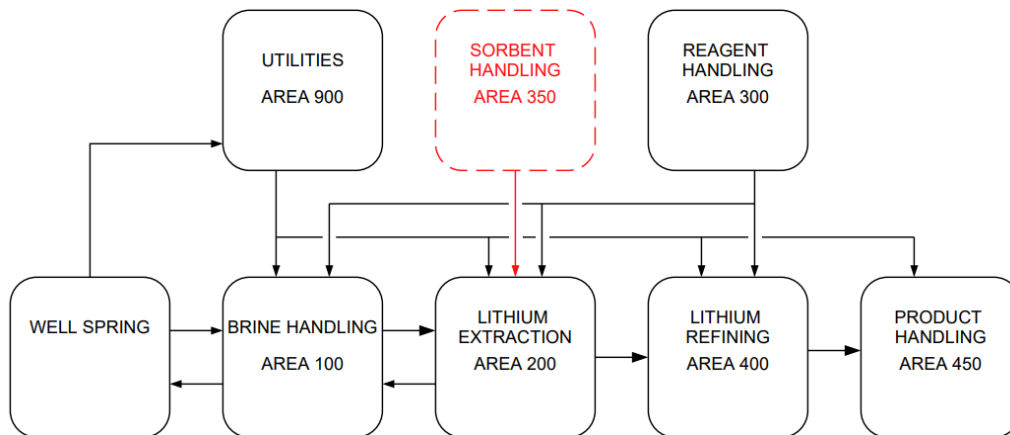 UTILITIES
AREA 900
SORBENT
HANDLING
AREA 350
REAGENT
HANDLING
AREA 300
WELL SPRING
BRINE HANDLING
AREA 100
LITHIUM
EXTRACTION
AREA 200
LITHIUM
REFINING
AREA 400
PRODUCT
HANDLING
AREA 450